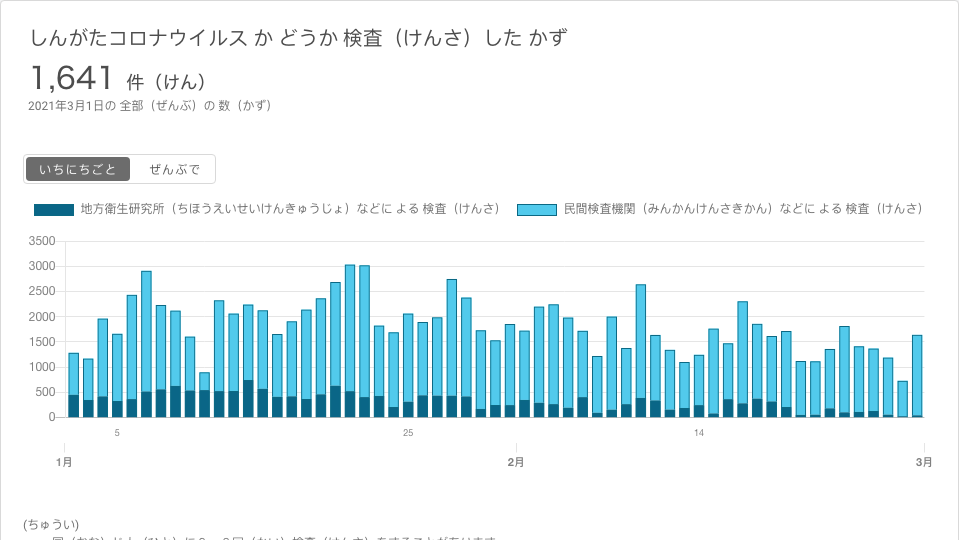 しんがたコロナウイルス か どうか 検査（けんさ）した かず
1,641 件（けん）
2021年3月1日の 全部（ぜんぶ）の 数（かず）
いちにちごと ぜんぶで
地方衛生研究所（ちほうえいせいけんきゅうじょ）などに よる 検査（けんさ） 民間検査機関（みんかんけんさきかん）などに よる 検査（けんさ）
3500
3000
2500
2000
1500
1000
500
0
5 25 14
1月 2月 3月
(ちゅうい)